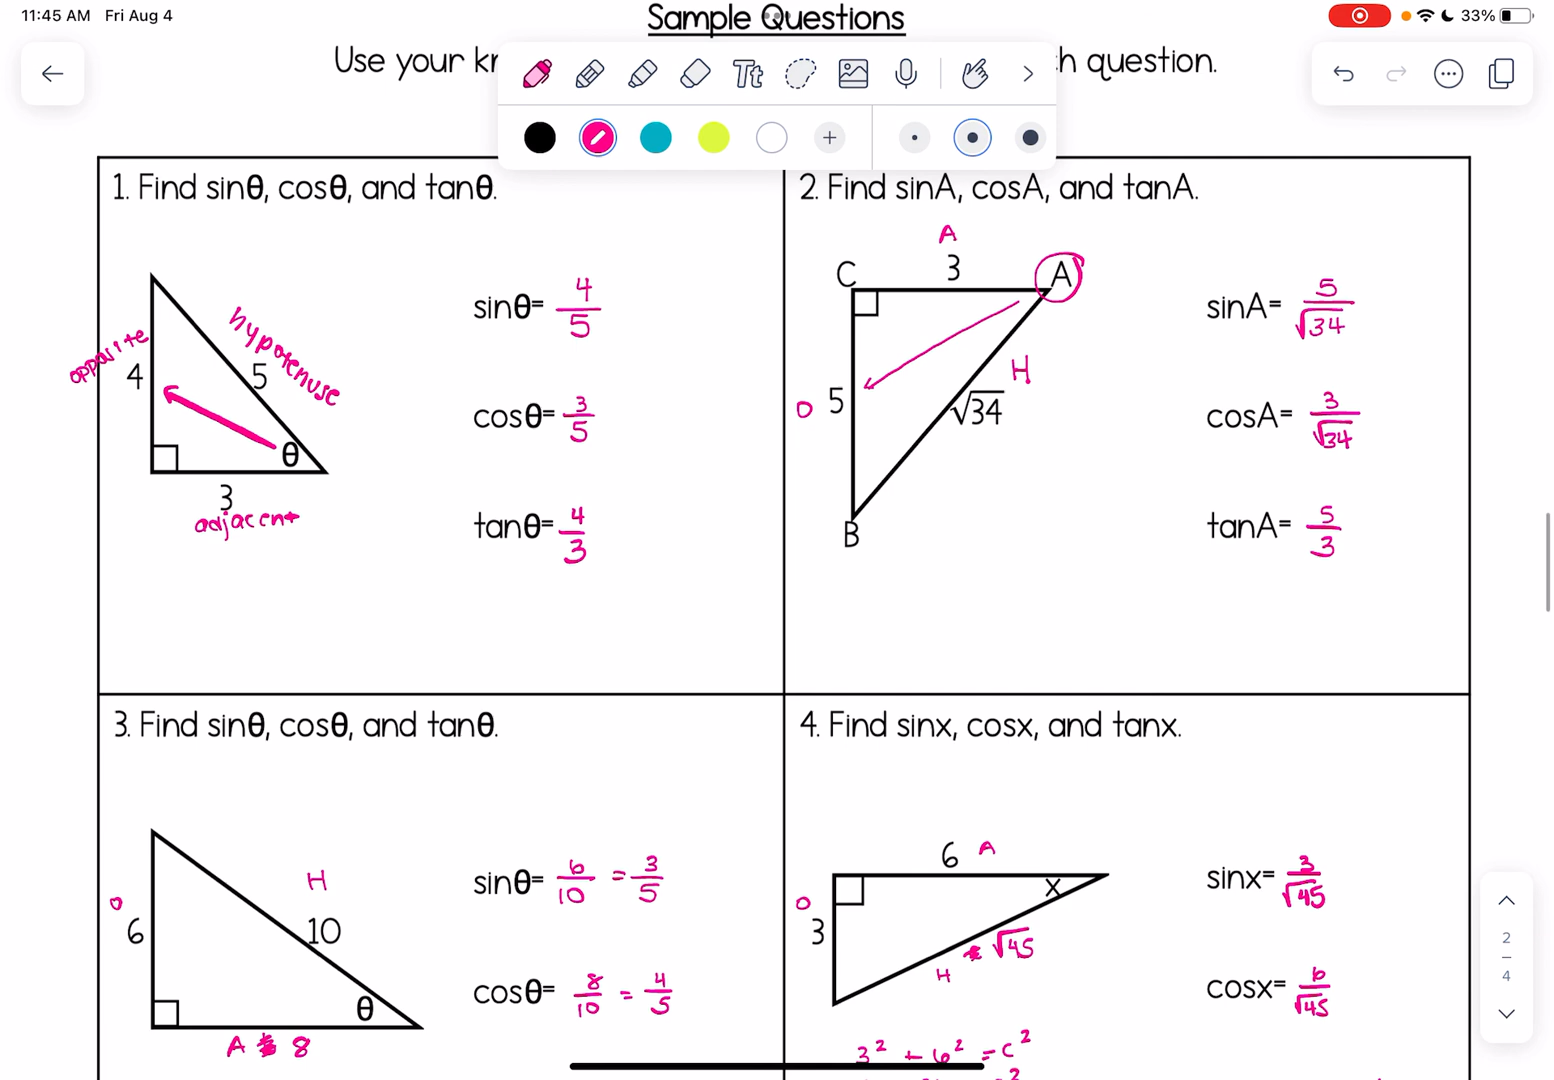 11:45 AM Fri Aug 4
Sample Questions
33%
Use your
h question.
Tt
1. Find sinθ, cosθ, and tanθ.
opposite
4
hypotenuse
5
θ
3
adjacent
sinθ= 4/5
cosθ= 3/5
tanθ= 4/3
2. Find sinA, cosA, and tanA.
A
C 3 A
H
O 5
√34
B
sinA= 5/√34
cosA= 3/√34
tanA= 5/3
3. Find sinθ, cosθ, and tanθ.
H
O
6 10
θ
A 8
sinθ= 6/10 = 3/5
cosθ= 8/10 = 4/5
4. Find sinx, cosx, and tanx.
6 A
x
O
3
√45
H
3² + 6² = c²
sinx= 3/√45
cosx= 6/√45
2
4